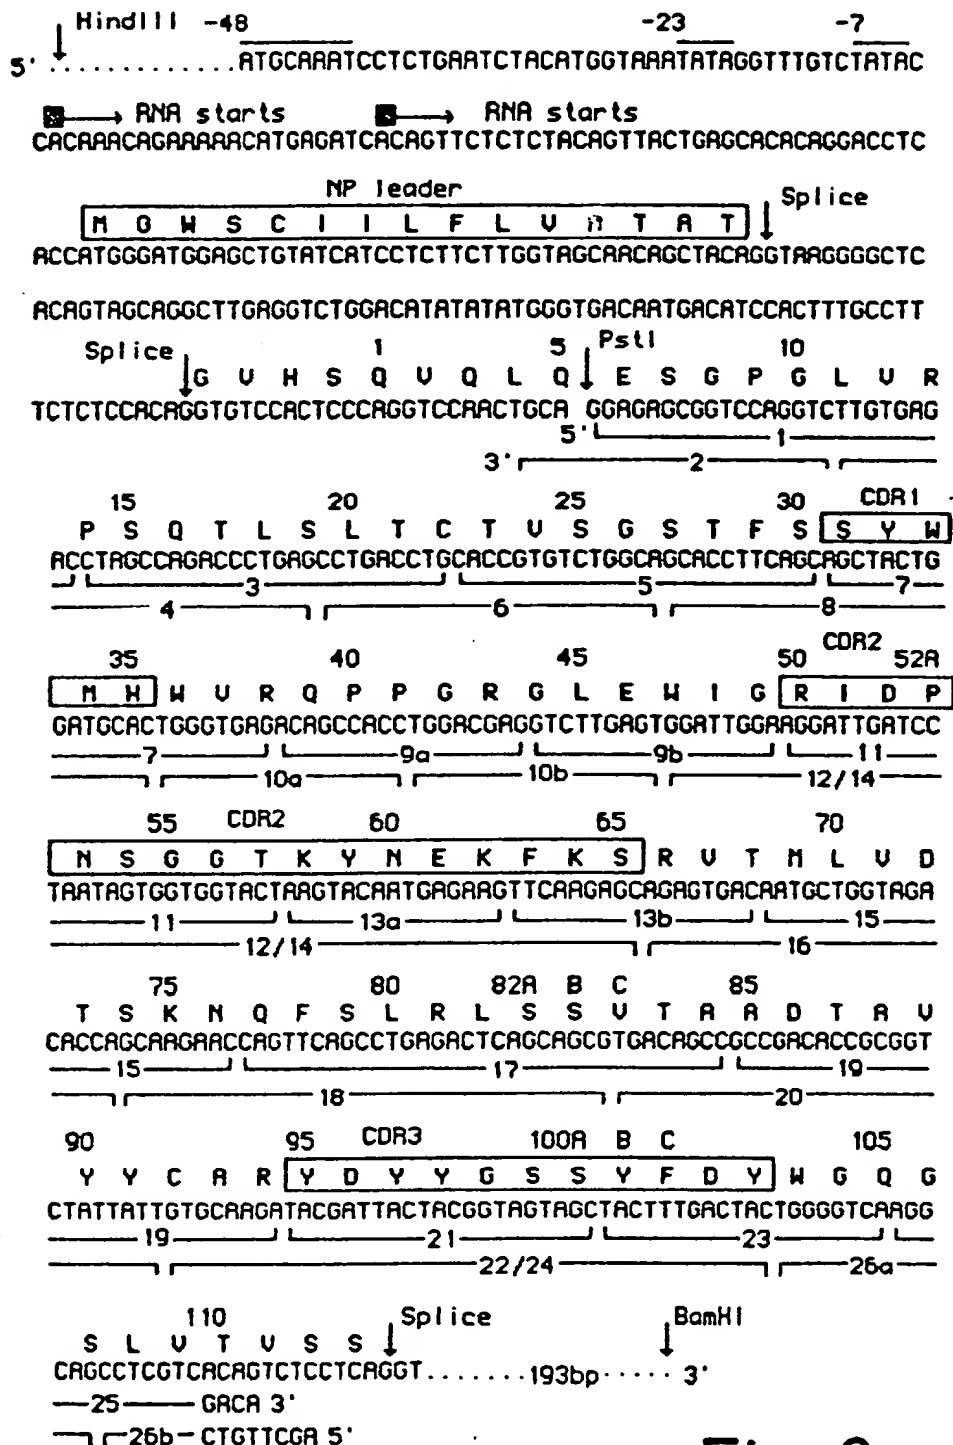 HindIII -48 -23 -7
5' ............ATGCAAATCCTCTGAATCTACATGGTAAATATAGGTTTGTCTATAC
RNA starts RNA starts
CACAAACAGAAAAACATGAGATCACAGTTCTCTCTACAGTTACTGAGCACACAGGACCTC
NP leader Splice
M G W S C I I L F L V A T A T
ACCATGGGATGGAGCTGTATCATCCTCTTCTTGGTAGCAACAGCTACAGGTAAGGGGCTC
ACAGTAGCAGGCTTGAGGTCTGGACATATATATGGGTGACAATGACATCCACTTTGCCTT
Splice 1 5 PstI 10
G V H S Q V Q L Q E S G P G L V R
TCTCTCCACAGGTGTCCACTCCCAGGTCCAACTGCA GGAGAGCGGTCCAGGTCTTGTGAG
5' 1
3' 2
15 20 25 30 CDR1
P S Q T L S L T C T V S G S T F S S Y W
ACCTAGCCAGACCCTGAGCCTGACCTGCACCGTGTCTGGCAGCACCTTCAGCAGCTACTG
3 5 7
4 6 8
35 40 45 50 CDR2 52A
M H W V R Q P P G R G L E W I G R I D P
GATGCACTGGGTGAGACAGCCACCTGGACGAGGTCTTGAGTGGATTGGAAGGATTGATCC
7 9a 9b 11
10a 10b 12/14
55 CDR2 60 65 70
N S G G T K Y N E K F K S R V T M L V D
TAATAGTGGTGGTACTAAGTACAATGAGAAGTTCAAGAGCAGAGTGACAATGCTGGTAGA
11 13a 13b 15
12/14 16
75 80 82A B C 85
T S K N Q F S L R L S S V T A A D T A V
CACCAGCAAGAACCAGTTCAGCCTGAGACTCAGCAGCGTGACAGCCGCCGACACCGCGGT
15 17 19
18 20
90 95 CDR3 100A B C 105
Y Y C A R Y D Y Y G S S Y F D Y W G Q G
CTATTATTGTGCAAGATACGATTACTACGGTAGTAGCTACTTTGACTACTGGGGTCAAGG
19 21 23
22/24 26a
110 Splice BamHI
S L V T V S S
CAGCCTCGTCACAGTCTCCTCAGGT.......193bp...... 3'
25 GACA 3'
26b CTGTTCGA 5'